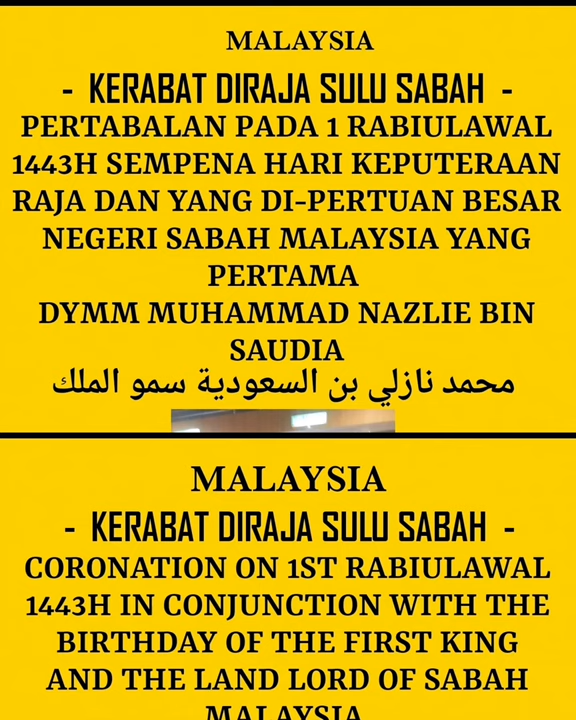 MALAYSIA
- KERABAT DIRAJA SULU SABAH -
PERTABALAN PADA 1 RABIULAWAL
1443H SEMPENA HARI KEPUTERAAN
RAJA DAN YANG DI-PERTUAN BESAR
NEGERI SABAH MALAYSIA YANG
PERTAMA
DYMM MUHAMMAD NAZLIE BIN
SAUDIA
محمد نازلي بن السعودية سمو الملك
MALAYSIA
- KERABAT DIRAJA SULU SABAH -
CORONATION ON 1ST RABIULAWAL
1443H IN CONJUNCTION WITH THE
BIRTHDAY OF THE FIRST KING
AND THE LAND LORD OF SABAH
MALAYSIA